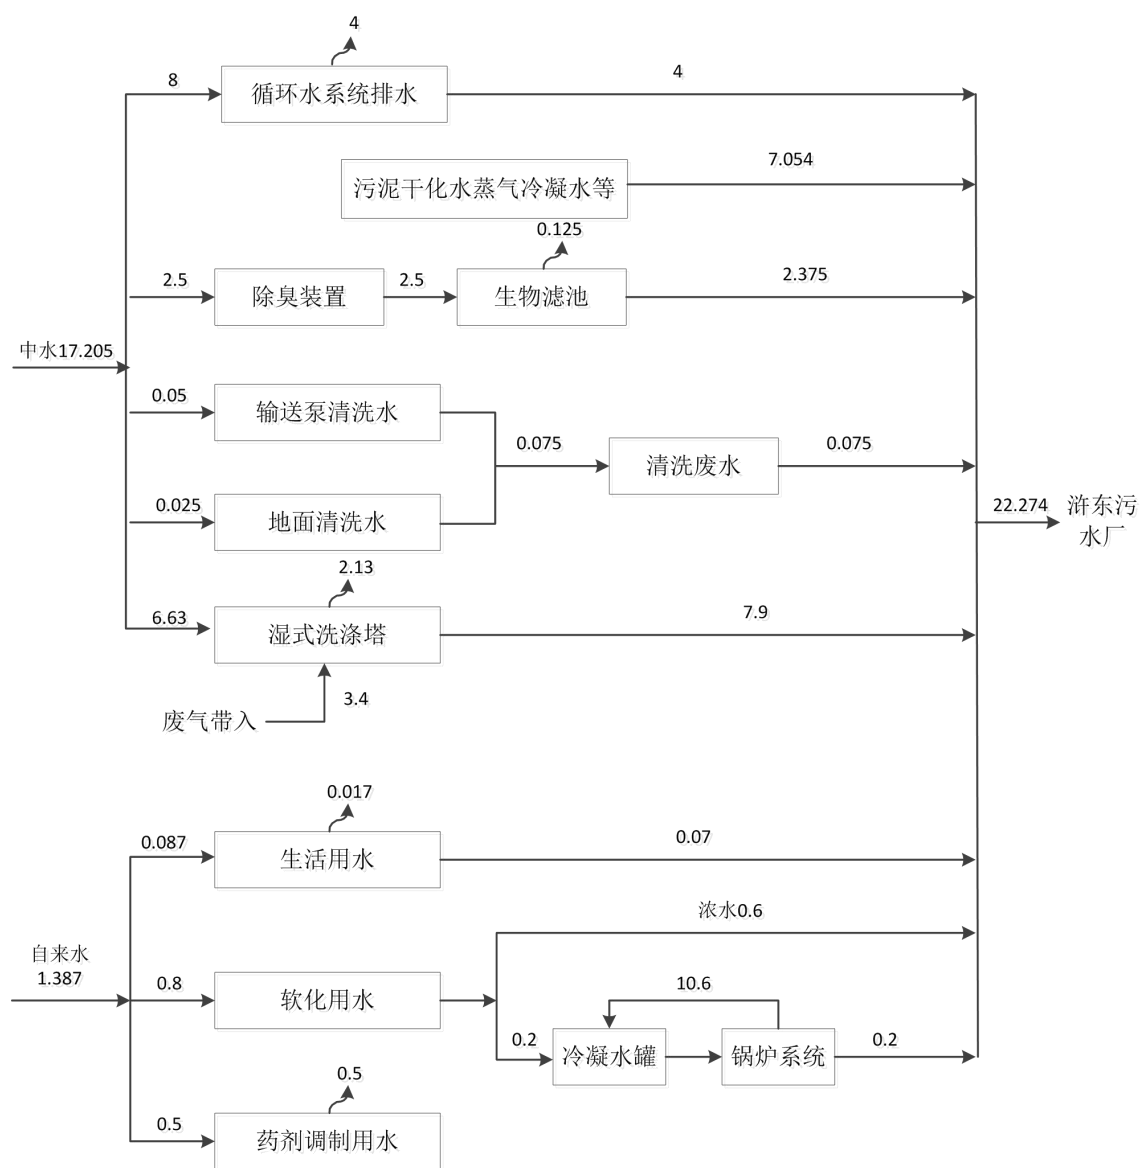 4
8
循环水系统排水
4
7.054
污泥干化水蒸气冷凝水等
0.125
2.5
除臭装置
2.5
生物滤池
2.375
中水17.205
0.05
输送泵清洗水
0.075
清洗废水
0.075
0.025
地面清洗水
22.274
浒东污
水厂
2.13
6.63
湿式洗涤塔
7.9
3.4
废气带入
0.017
0.087
生活用水
0.07
浓水0.6
自来水
1.387
0.8
软化用水
10.6
0.2
冷凝水罐
锅炉系统
0.2
0.5
0.5
药剂调制用水